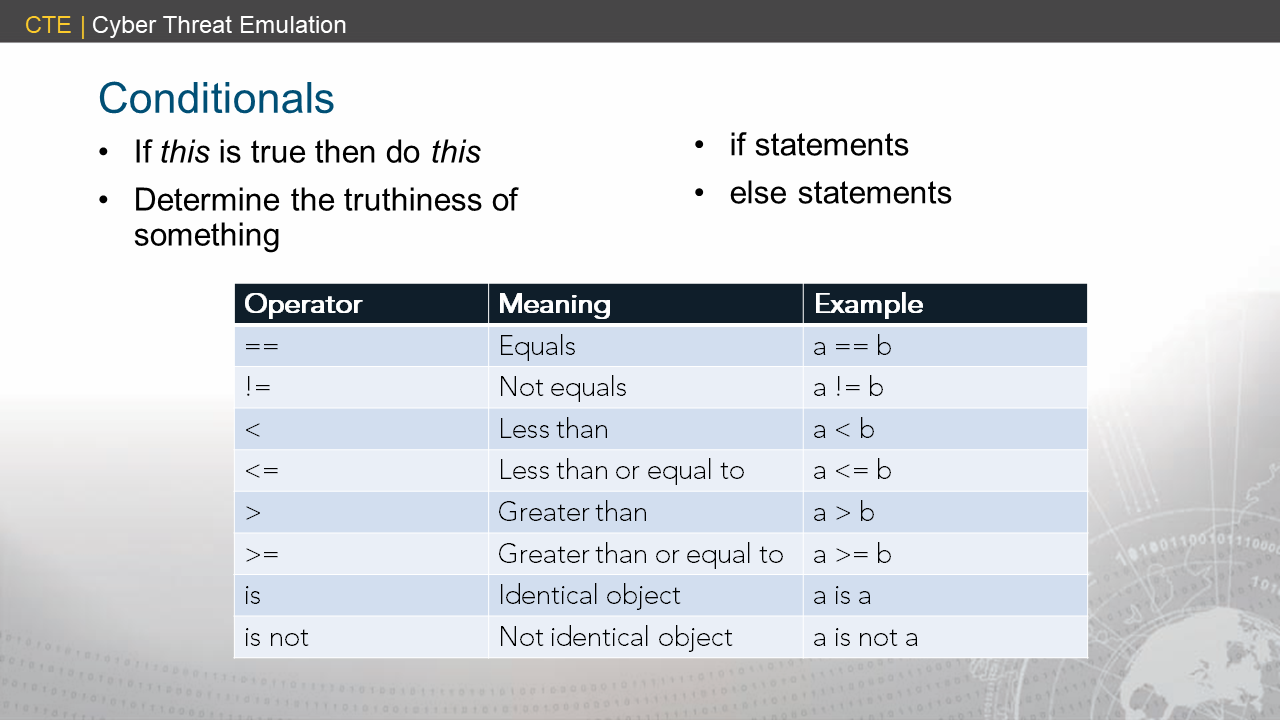 CTE | Cyber Threat Emulation
Conditionals
• If this is true then do this
• Determine the truthiness of
something
• if statements
• else statements
Operator Meaning Example
== Equals a == b
!= Not equals a != b
< Less than a < b
<= Less than or equal to a <= b
> Greater than a > b
>= Greater than or equal to a >= b
is Identical object a is a
is not Not identical object a is not a